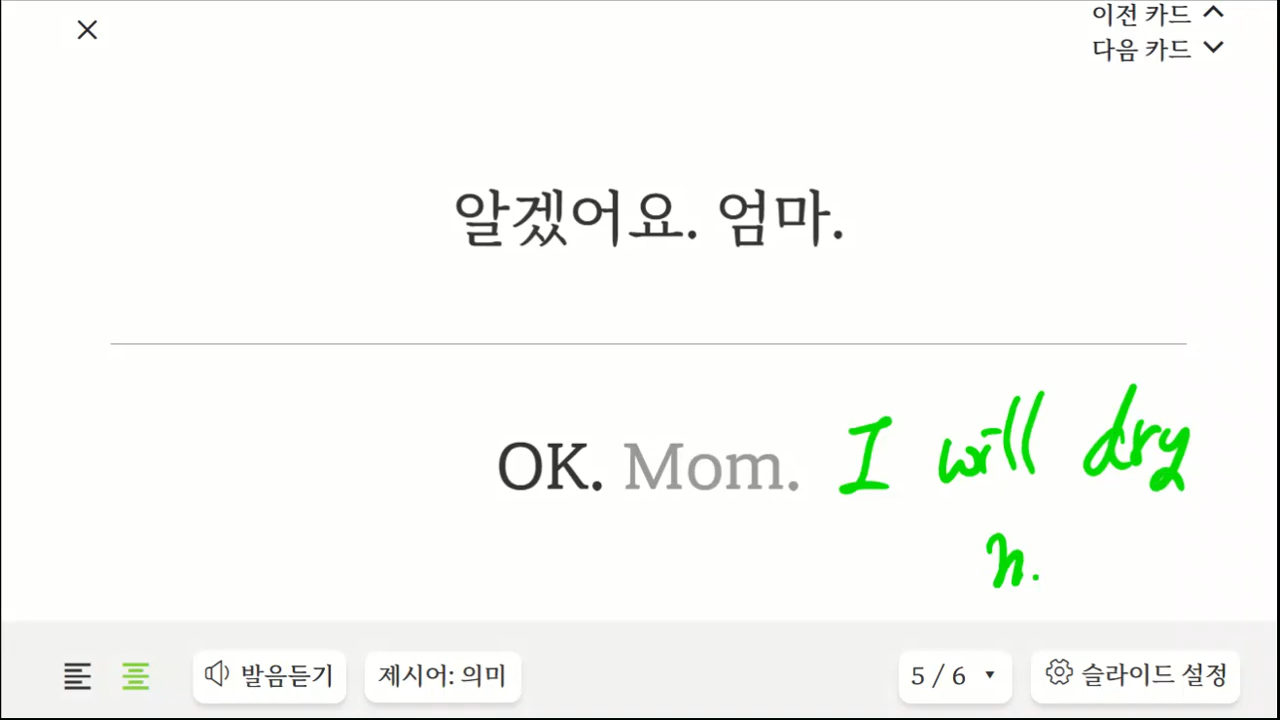 이전 카드
다음 카드
알겠어요. 엄마.
OK. Mom. I will dry
발음듣기 제시어: 의미 5 / 6 슬라이드 설정